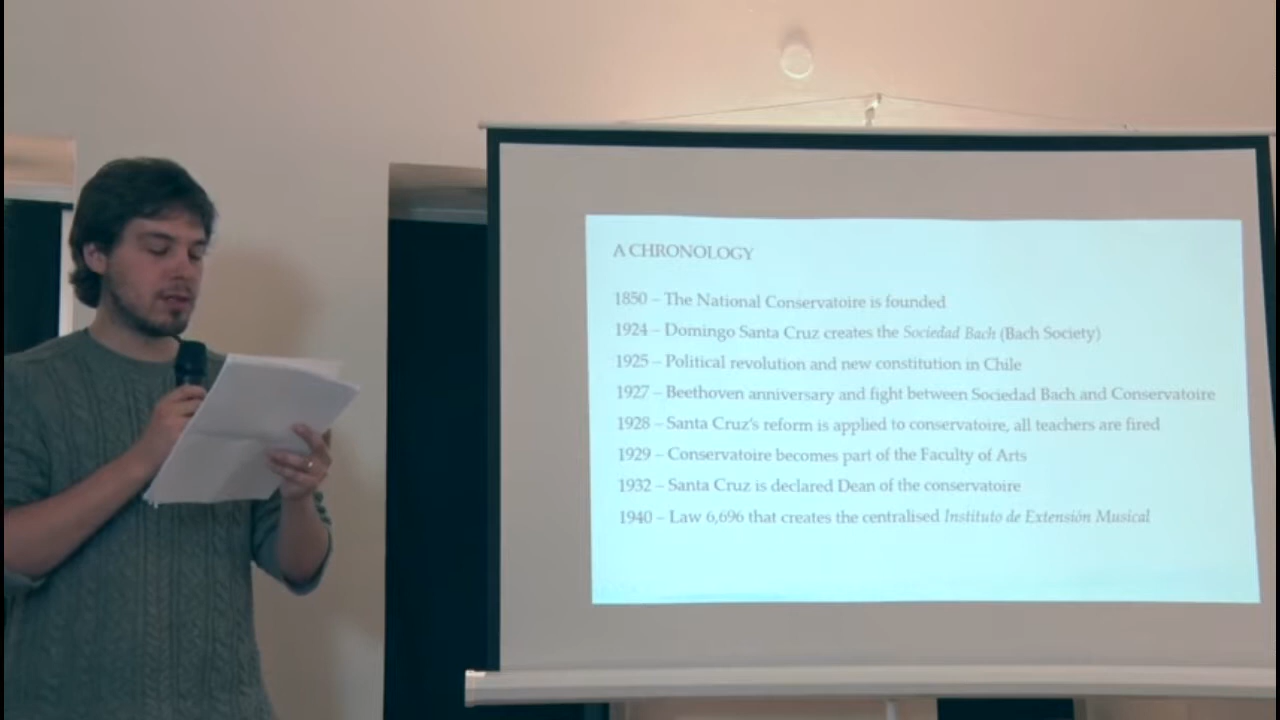 A CHRONOLOGY
1850 – The National Conservatoire is founded
1924 – Domingo Santa Cruz creates the Sociedad Bach (Bach Society)
1925 – Political revolution and new constitution in Chile
1927 – Beethoven anniversary and fight between Sociedad Bach and Conservatoire
1928 – Santa Cruz's reform is applied to conservatoire, all teachers are fired
1929 – Conservatoire becomes part of the Faculty of Arts
1932 – Santa Cruz is declared Dean of the conservatoire
1940 – Law 6,696 that creates the centralised Instituto de Extensión Musical